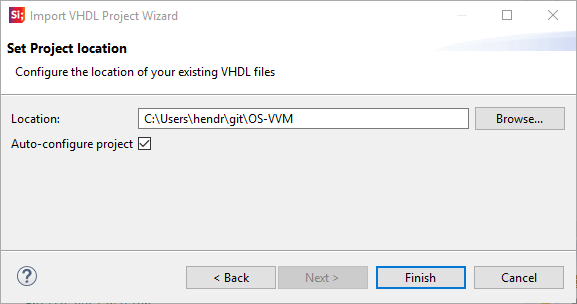 Si; Import VHDL Project Wizard
Set Project location
Configure the location of your existing VHDL files
Location: C:\Users\hendr\git\OS-VVM Browse...
Auto-configure project
? < Back Next > Finish Cancel